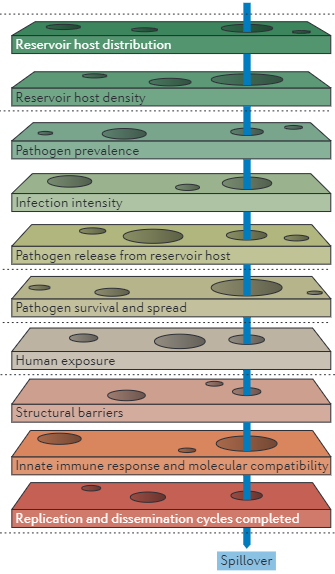 Reservoir host distribution
Reservoir host density
Pathogen prevalence
Infection intensity
Pathogen release from reservoir host
Pathogen survival and spread
Human exposure
Structural barriers
Innate immune response and molecular compatibility
Replication and dissemination cycles completed
Spillover